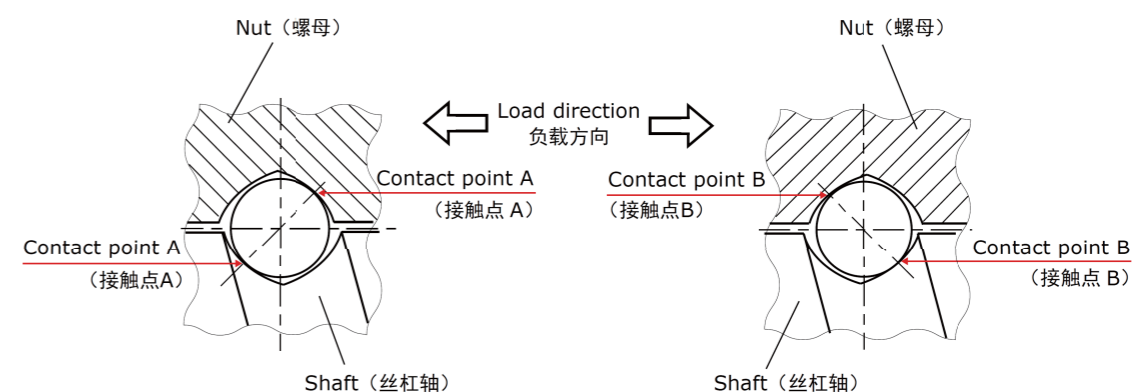 Nut（螺母）
Nut（螺母）
Load direction
负载方向
Contact point A
（接触点 A）
Contact point B
（接触点B）
Contact point A
（接触点A）
Contact point B
（接触点 B）
Shaft（丝杠轴）
Shaft（丝杠轴）